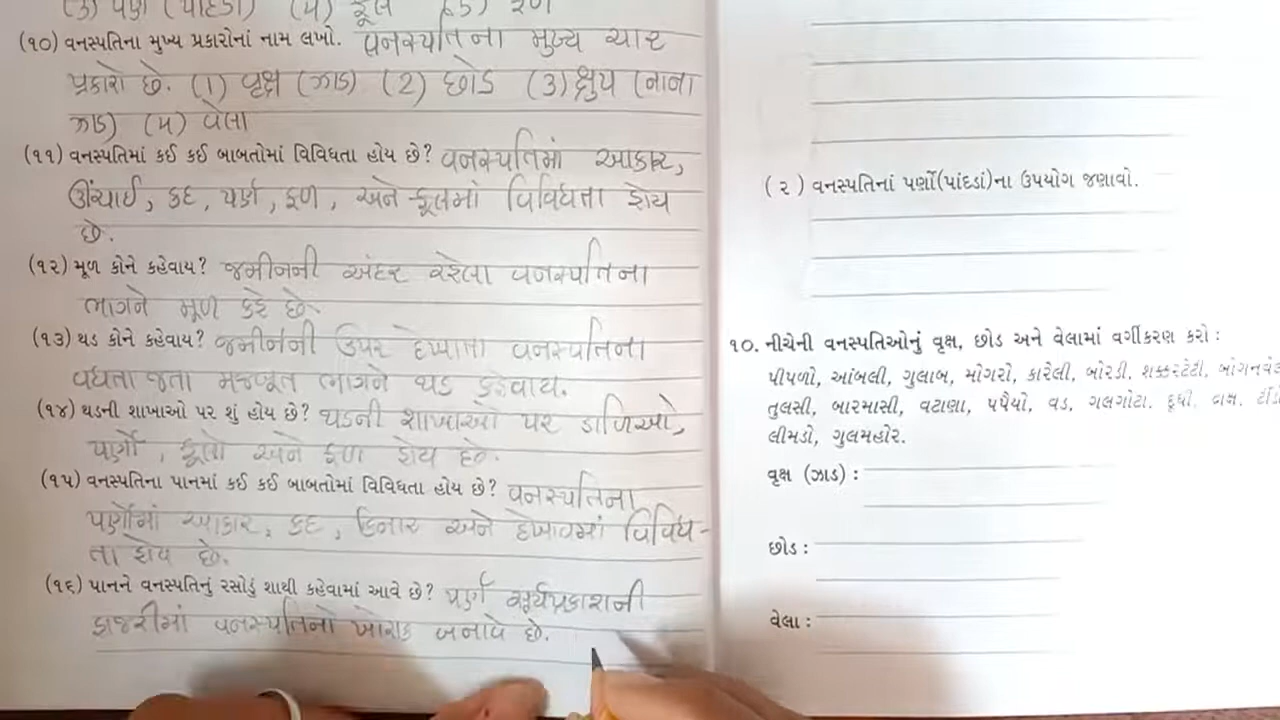 (૧૦) વનસ્પતિના મુખ્ય પ્રકારોનાં નામ લખો. વનસ્પતિના મુખ્ય ચાર
પ્રકારો છે. (૧) વૃક્ષ (ઝાડ) (૨) છોડ (૩) ક્ષુપ (નાના
ઝાડ) (૪) વેલા
(૧૧) વનસ્પતિમાં કઈ કઈ બાબતોમાં વિવિધતા હોય છે? વનસ્પતિમાં આકાર,
ઊંચાઈ, કદ, પર્ણ, ફળ, અને ફૂલમાં વિવિધતા હોય
છે.
(૧૨) મૂળ કોને કહેવાય? જમીનની અંદર રહેલા વનસ્પતિના
ભાગને મૂળ કહે છે.
(૧૩) થડ કોને કહેવાય? જમીનની ઉપર દેખાતા વનસ્પતિના
વધતા જતા મજબૂત ભાગને થડ કહેવાય.
(૧૪) થડની શાખાઓ પર શું હોય છે? થડની શાખાઓ પર ડાળિઓ,
પર્ણો, ફૂલો અને ફળ હોય છે.
(૧૫) વનસ્પતિના પાનમાં કઈ કઈ બાબતોમાં વિવિધતા હોય છે? વનસ્પતિના
પર્ણોમાં આકાર, કદ, કિનાર અને દેખાવમાં વિવિધ-
તા હોય છે.
(૧૬) પાનને વનસ્પતિનું રસોડું શાથી કહેવામાં આવે છે? પર્ણ સૂર્યપ્રકાશની
હાજરીમાં વનસ્પતિનો ખોરાક બનાવે છે.
(૨) વનસ્પતિનાં પર્ણો(પાંદડાં)ના ઉપયોગ જણાવો.
૧૦. નીચેની વનસ્પતિઓનું વૃક્ષ, છોડ અને વેલામાં વર્ગીકરણ કરો :
પીપળો, આંબલી, ગુલાબ, મોગરો, કારેલી, બોરડી, શક્કરટેટી,
તુલસી, બારમાસી, વટાણા, પપૈયો, વડ, ગલગોટા, દૂધી, દ્રાક્ષ,
લીમડો, ગુલમહોર.
વૃક્ષ (ઝાડ) :
છોડ :
વેલા :